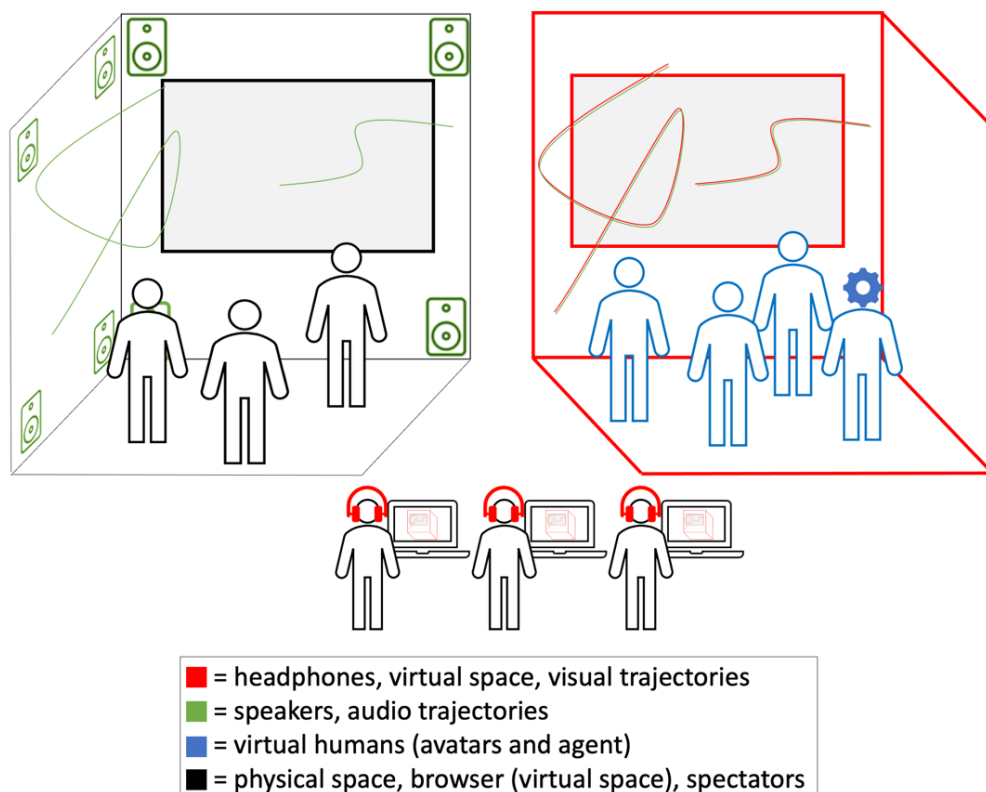 = headphones, virtual space, visual trajectories
= speakers, audio trajectories
= virtual humans (avatars and agent)
= physical space, browser (virtual space), spectators